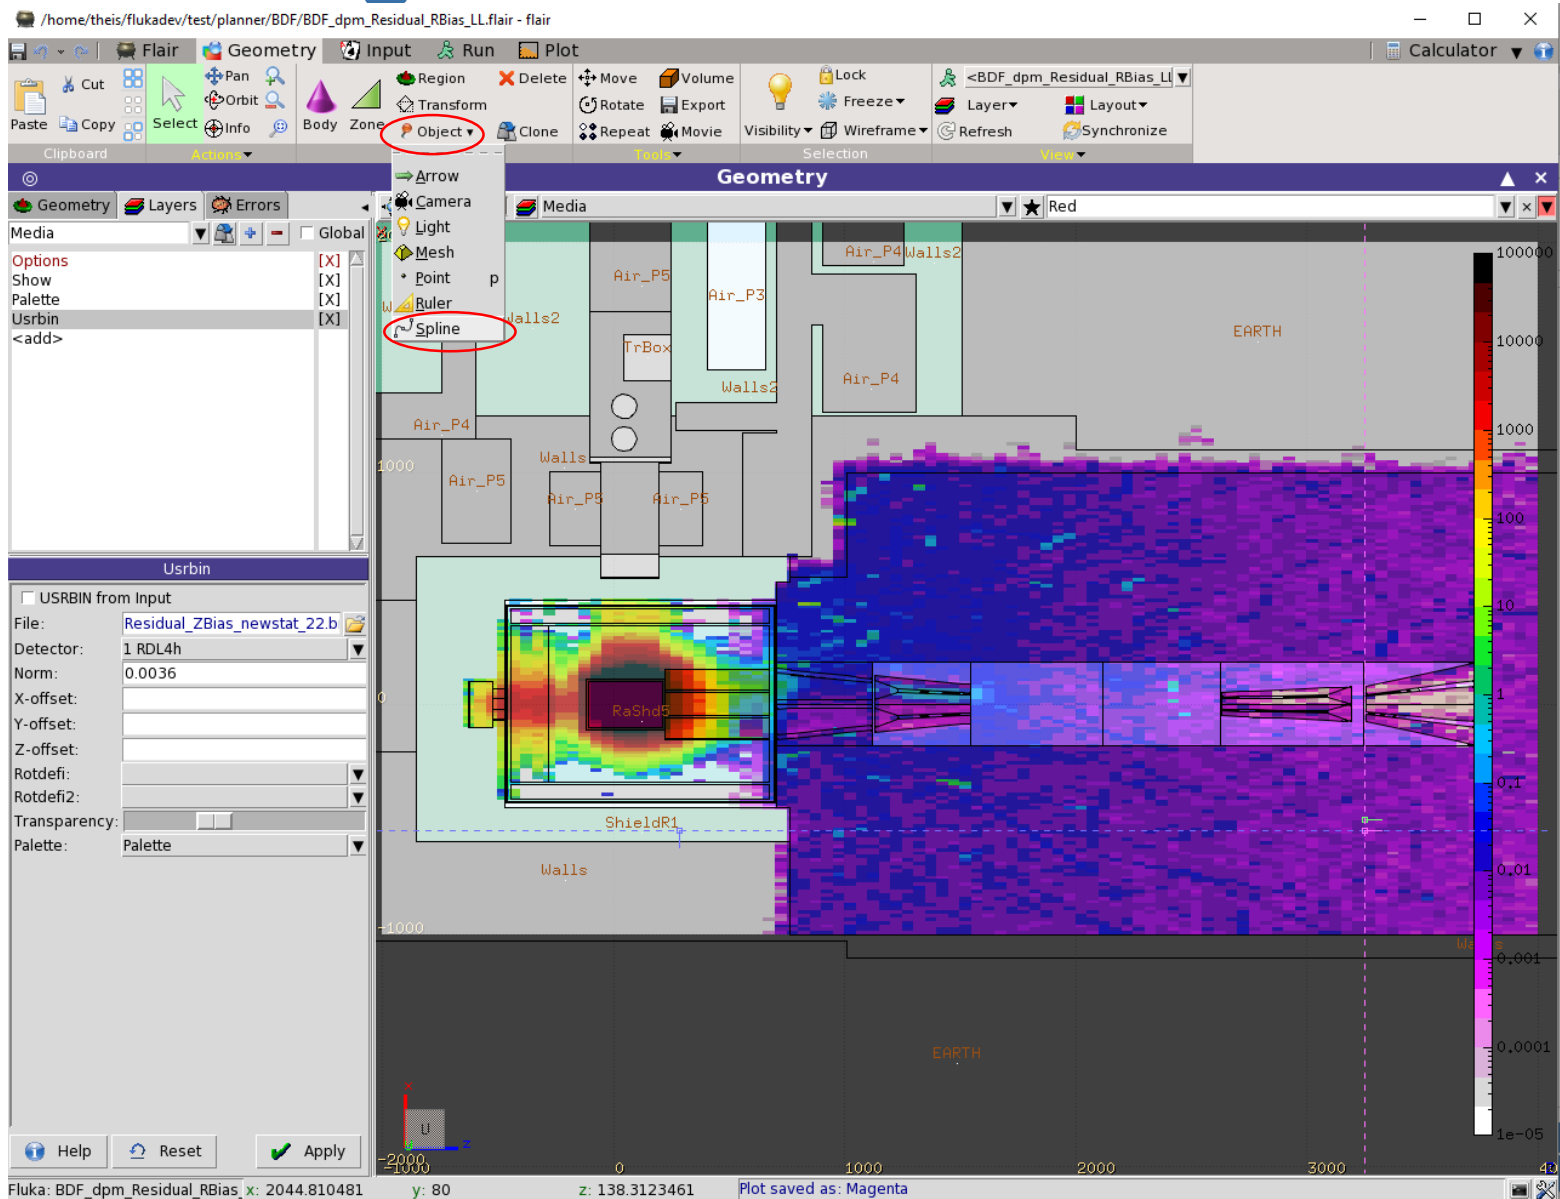 /home/theis/flukadev/test/planner/BDF/BDF_dpm_Residual_RBias_LL.flair - flair
Flair Geometry Input Run Plot Calculator
Paste Cut Copy Clipboard
Select Pan Orbit Info Actions
Body Zone Region Transform Object Delete Clone
Move Rotate Repeat Volume Export Movie Tools
Visibility Lock Freeze Wireframe Selection
<BDF_dpm_Residual_RBias_LL Layer Layout Refresh Synchronize View
Arrow
Camera
Light
Mesh
Point p
Ruler
Spline
Geometry
Geometry Layers Errors
Media Red
Media Global
Options [X]
Show [X]
Palette [X]
Usrbin [X]
<add>
Usrbin
USRBIN from Input
File: Residual_ZBias_newstat_22.b
Detector: 1 RDL4h
Norm: 0.0036
X-offset:
Y-offset:
Z-offset:
Rotdefi:
Rotdefi2:
Transparency:
Palette: Palette
Help Reset Apply
Air_P5
Air_P3
Air_P4
Walls2
Walls2
EARTH
TrBox
Walls2
Air_P4
Air_P4
Walls
Air_P5
Air_P5
Air_P5
RaShd5
ShieldR1
Walls
EARTH
1000
0
-1000
-2000
-1000 0 1000 2000 3000
100000
10000
1000
100
10
1
0.1
0.01
0.001
0.0001
1e-05
x
U
z
Fluka: BDF_dpm_Residual_RBias_ x: 2044.810481 y: 80 z: 138.3123461 Plot saved as: Magenta